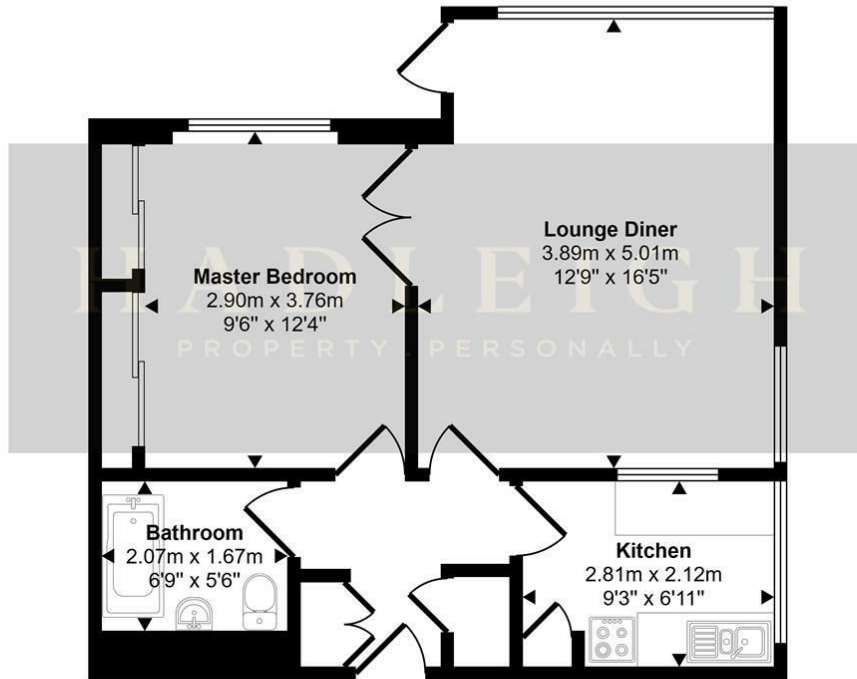 Lounge Diner
3.89m x 5.01m
12'9" x 16'5"
Master Bedroom
2.90m x 3.76m
9'6" x 12'4"
HADLEIGH
PROPERTY.PERSONALLY
Bathroom
2.07m x 1.67m
6'9" x 5'6"
Kitchen
2.81m x 2.12m
9'3" x 6'11"